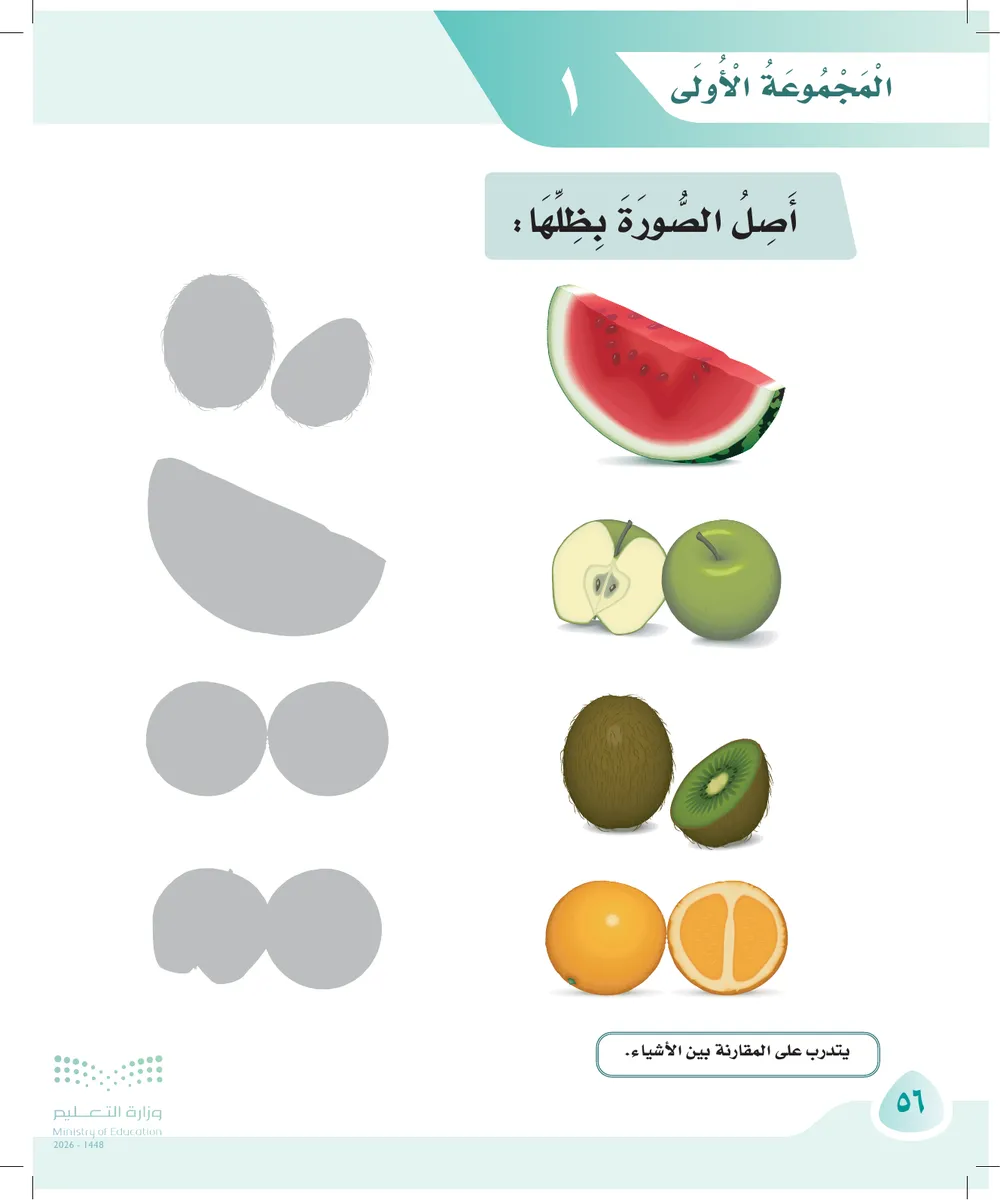 الْمَجْمُوعَةُ الْأُولَى
١
أَصِلُ الصُّورَةَ بِظِلِّهَا :
يتدرب على المقارنة بين الأشياء.
٥٦
وزارة التعليم
Ministry of Education
2026 - 1448